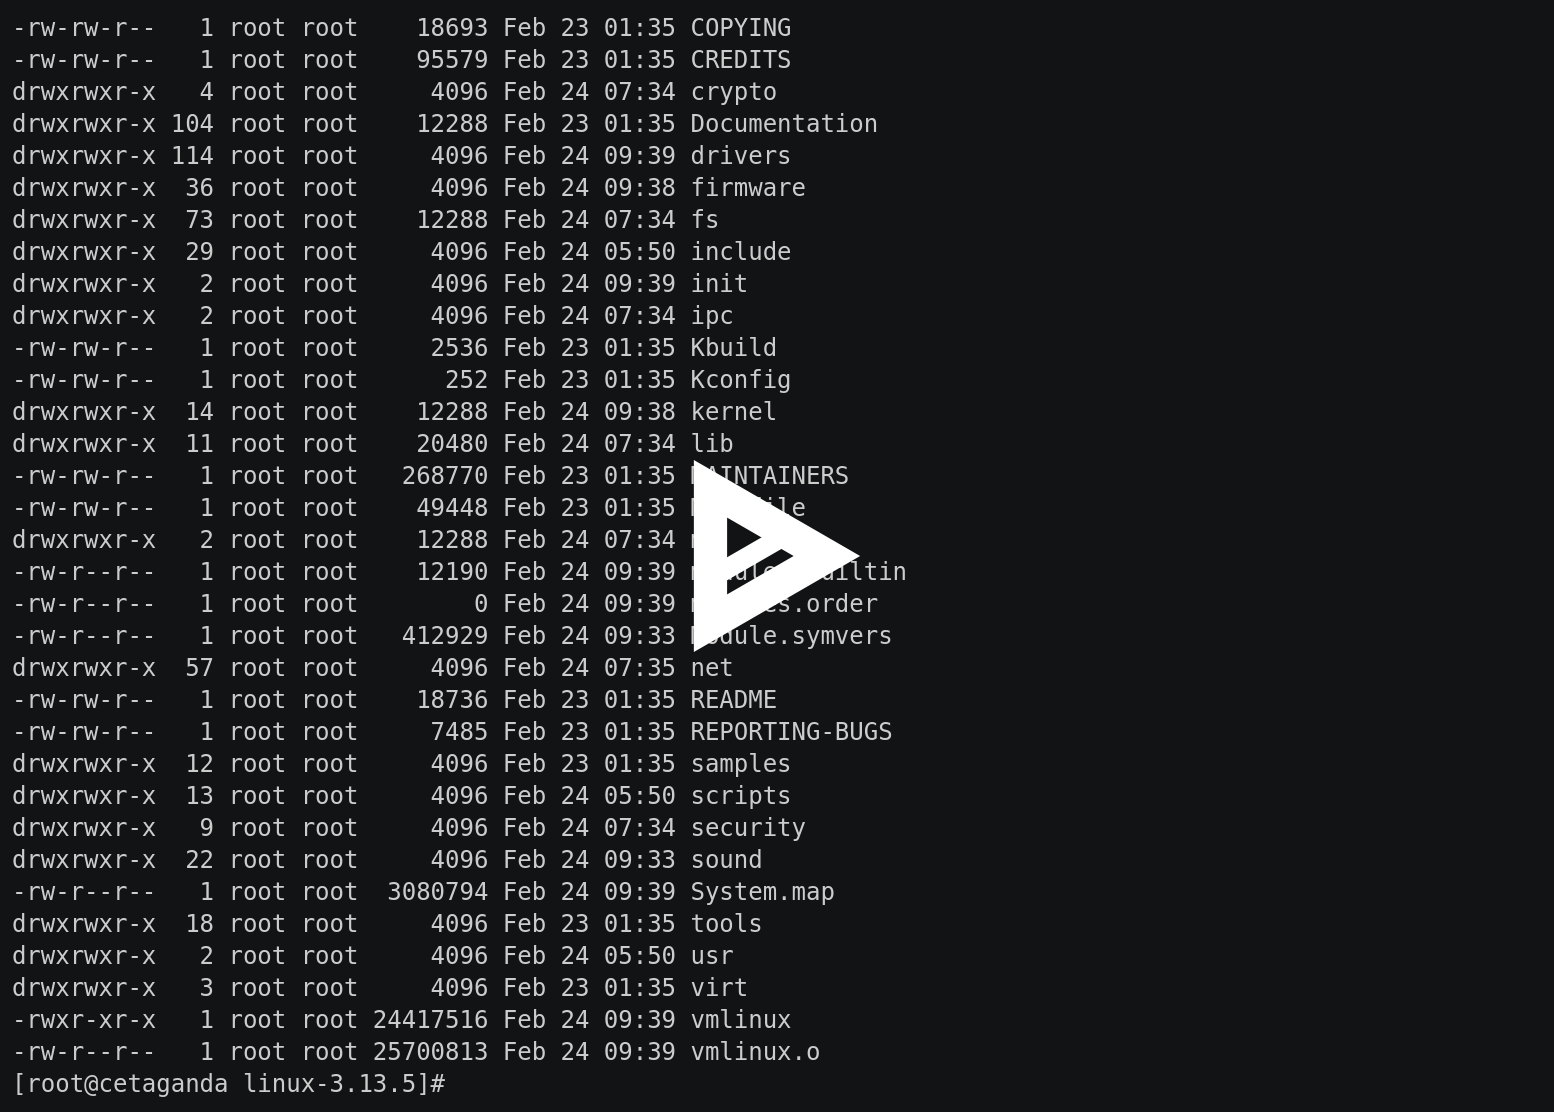 -rw-rw-r--   1 root root    18693 Feb 23 01:35 COPYING
-rw-rw-r--   1 root root    95579 Feb 23 01:35 CREDITS
drwxrwxr-x   4 root root     4096 Feb 24 07:34 crypto
drwxrwxr-x 104 root root    12288 Feb 23 01:35 Documentation
drwxrwxr-x 114 root root     4096 Feb 24 09:39 drivers
drwxrwxr-x  36 root root     4096 Feb 24 09:38 firmware
drwxrwxr-x  73 root root    12288 Feb 24 07:34 fs
drwxrwxr-x  29 root root     4096 Feb 24 05:50 include
drwxrwxr-x   2 root root     4096 Feb 24 09:39 init
drwxrwxr-x   2 root root     4096 Feb 24 07:34 ipc
-rw-rw-r--   1 root root     2536 Feb 23 01:35 Kbuild
-rw-rw-r--   1 root root      252 Feb 23 01:35 Kconfig
drwxrwxr-x  14 root root    12288 Feb 24 09:38 kernel
drwxrwxr-x  11 root root    20480 Feb 24 07:34 lib
-rw-rw-r--   1 root root   268770 Feb 23 01:35 MAINTAINERS
-rw-rw-r--   1 root root    49448 Feb 23 01:35
drwxrwxr-x   2 root root    12288 Feb 24 07:34
-rw-r--r--   1 root root    12190 Feb 24 09:39
-rw-r--r--   1 root root        0 Feb 24 09:39
-rw-r--r--   1 root root   412929 Feb 24 09:33 Module.symvers
drwxrwxr-x  57 root root     4096 Feb 24 07:35 net
-rw-rw-r--   1 root root    18736 Feb 23 01:35 README
-rw-rw-r--   1 root root     7485 Feb 23 01:35 REPORTING-BUGS
drwxrwxr-x  12 root root     4096 Feb 23 01:35 samples
drwxrwxr-x  13 root root     4096 Feb 24 05:50 scripts
drwxrwxr-x   9 root root     4096 Feb 24 07:34 security
drwxrwxr-x  22 root root     4096 Feb 24 09:33 sound
-rw-r--r--   1 root root  3080794 Feb 24 09:39 System.map
drwxrwxr-x  18 root root     4096 Feb 23 01:35 tools
drwxrwxr-x   2 root root     4096 Feb 24 05:50 usr
drwxrwxr-x   3 root root     4096 Feb 23 01:35 virt
-rwxr-xr-x   1 root root 24417516 Feb 24 09:39 vmlinux
-rw-r--r--   1 root root 25700813 Feb 24 09:39 vmlinux.o
[root@cetaganda linux-3.13.5]#